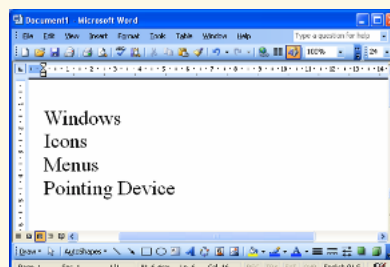 Document1 - Microsoft Word
File Edit View Insert Format Tools Table Window Help Type a question for help
100% 24
Windows
Icons
Menus
Pointing Device
Draw AutoShapes